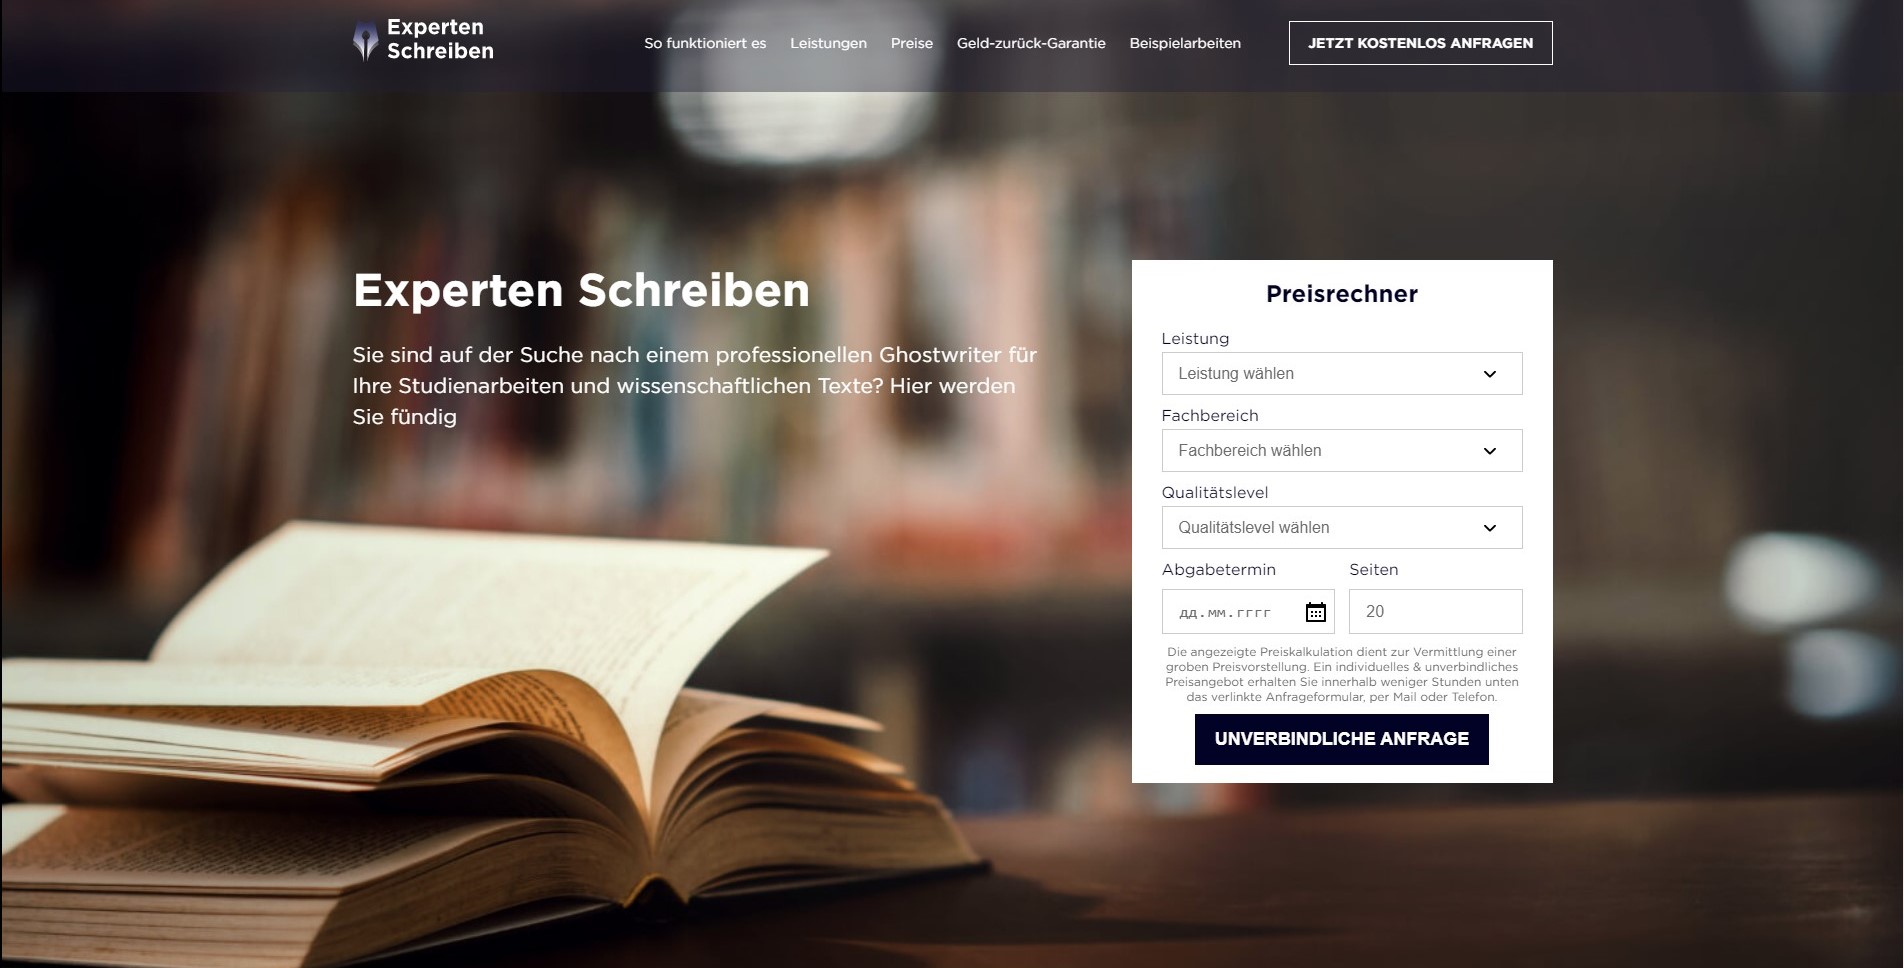 Experten
Schreiben
So funktioniert es
Leistungen
Preise
Geld-zurück-Garantie
Beispielarbeiten
JETZT KOSTENLOS ANFRAGEN
Experten Schreiben
Sie sind auf der Suche nach einem professionellen Ghostwriter für
Ihre Studienarbeiten und wissenschaftlichen Texte? Hier werden
Sie fündig
Preisrechner
Leistung
Leistung wählen
Fachbereich
Fachbereich wählen
Qualitätslevel
Qualitätslevel wählen
Abgabetermin
Seiten
дд.мм.гггг
20
Die angezeigte Preiskalkulation dient zur Vermittlung einer
groben Preisvorstellung. Ein individuelles & unverbindliches
Preisangebot erhalten Sie innerhalb weniger Stunden unten
das verlinkte Anfrageformular, per Mail oder Telefon.
UNVERBINDLICHE ANFRAGE